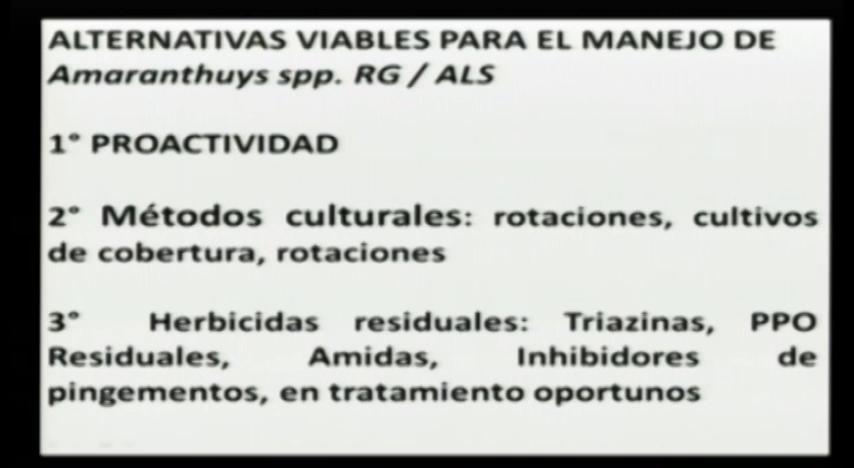 ALTERNATIVAS VIABLES PARA EL MANEJO DE
Amaranthuys spp. RG / ALS
1° PROACTIVIDAD
2° Métodos culturales: rotaciones, cultivos
de cobertura, rotaciones
3° Herbicidas residuales: Triazinas, PPO
Residuales, Amidas, Inhibidores de
pingementos, en tratamiento oportunos